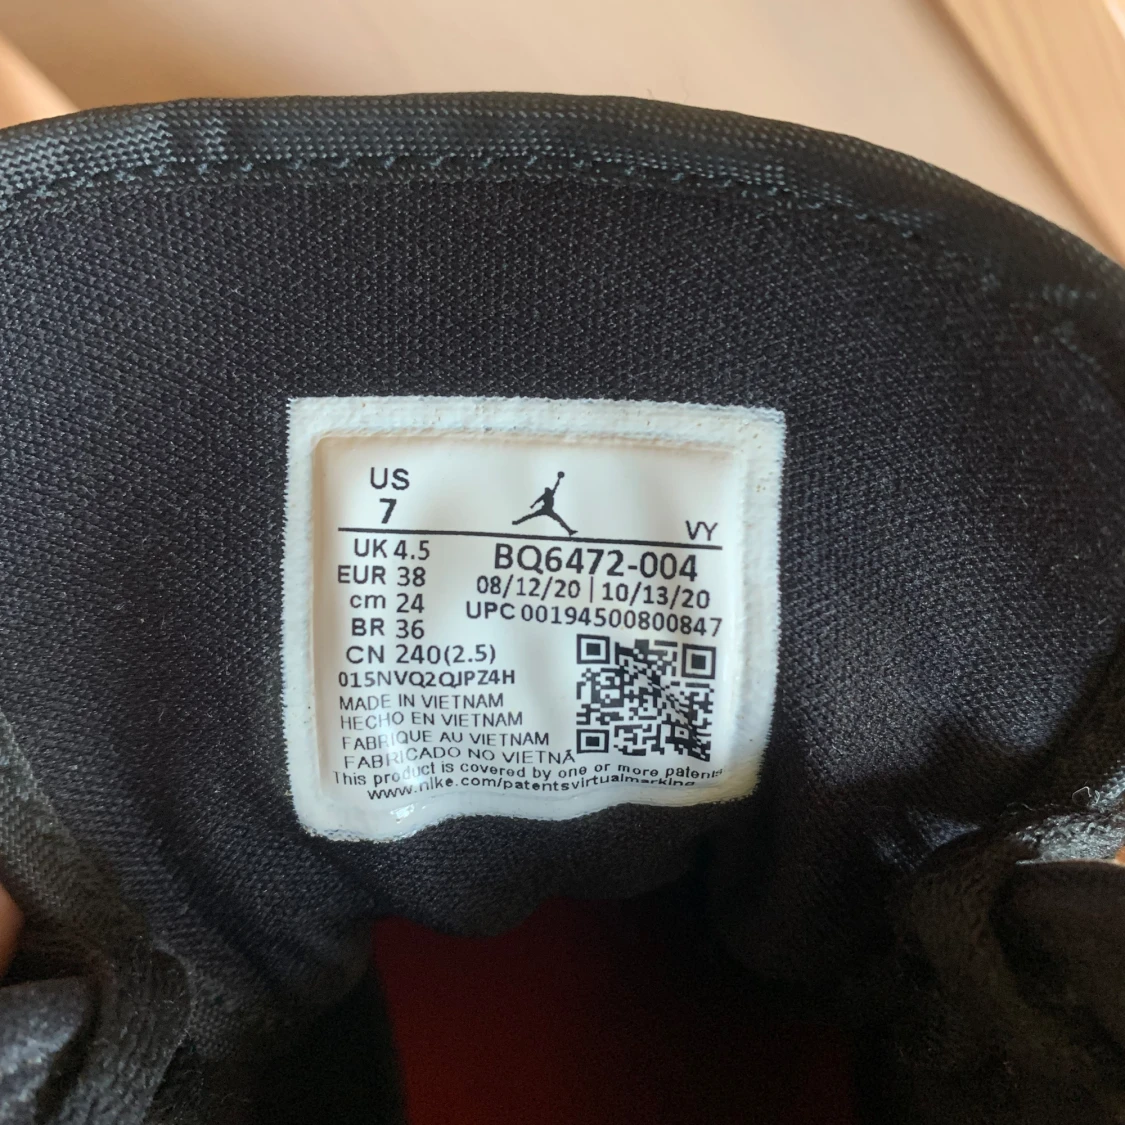 US
7
VY
UK 4.5
EUR 38
cm 24
BR 36
CN 240(2.5)
BQ6472-004
08/12/20 | 10/13/20
UPC 00194500800847
015NVQ2QJPZ4H
MADE IN VIETNAM
HECHO EN VIETNAM
FABRIQUE AU VIETNAM
FABRICADO NO VIETNÃ
This product is covered by one or more patents
www.nike.com/patentsvirtualmarking